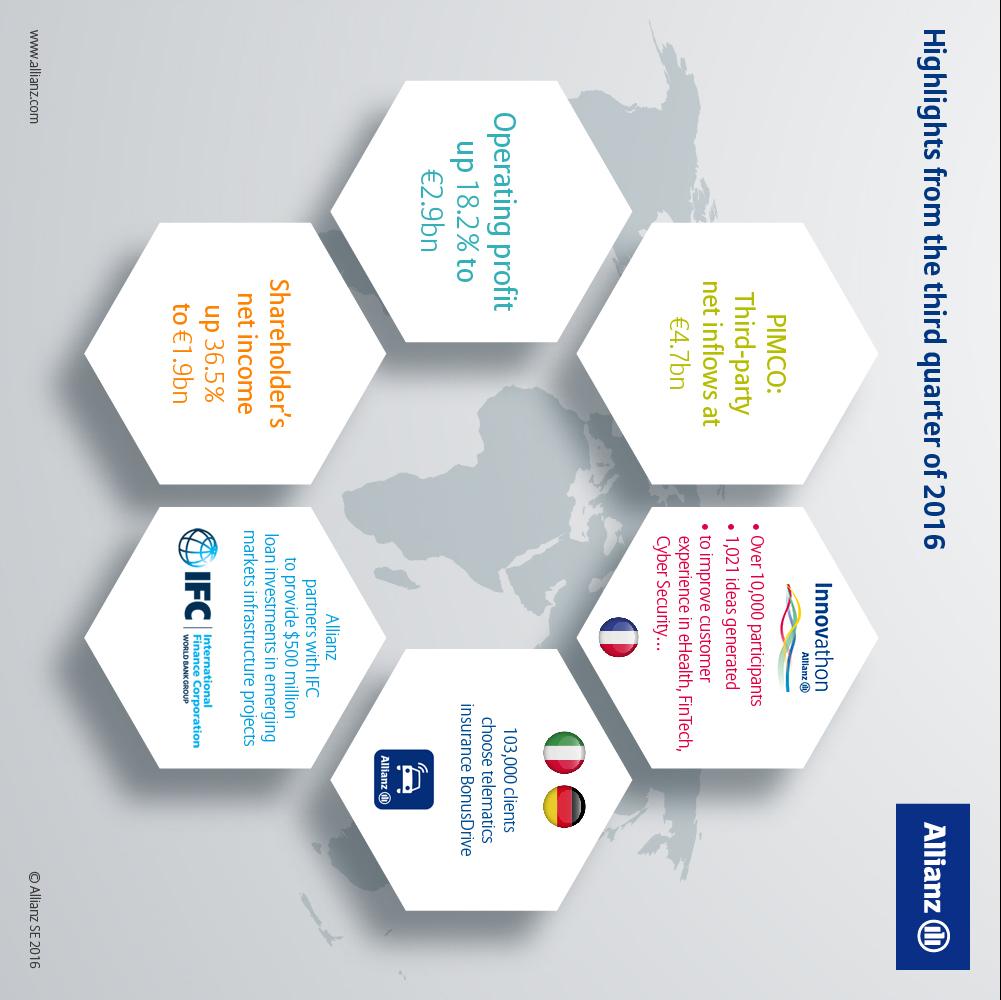 Highlights from the third quarter of 2016
Allianz
PIMCO:
Third-party
net inflows at
€4.7bn
Innovathon
Allianz
• Over 10,000 participants
• 1,021 ideas generated
• to improve customer
experience in eHealth, FinTech,
Cyber Security...
Operating profit
up 18.2% to
€2.9bn
103,000 clients
choose telematics
insurance BonusDrive
Allianz
Shareholder's
net income
up 36.5%
to €1.9bn
Allianz
partners with IFC
to provide $500 million
loan investments in emerging
markets infrastructure projects
IFC
International
Finance Corporation
WORLD BANK GROUP
www.allianz.com
© Allianz SE 2016